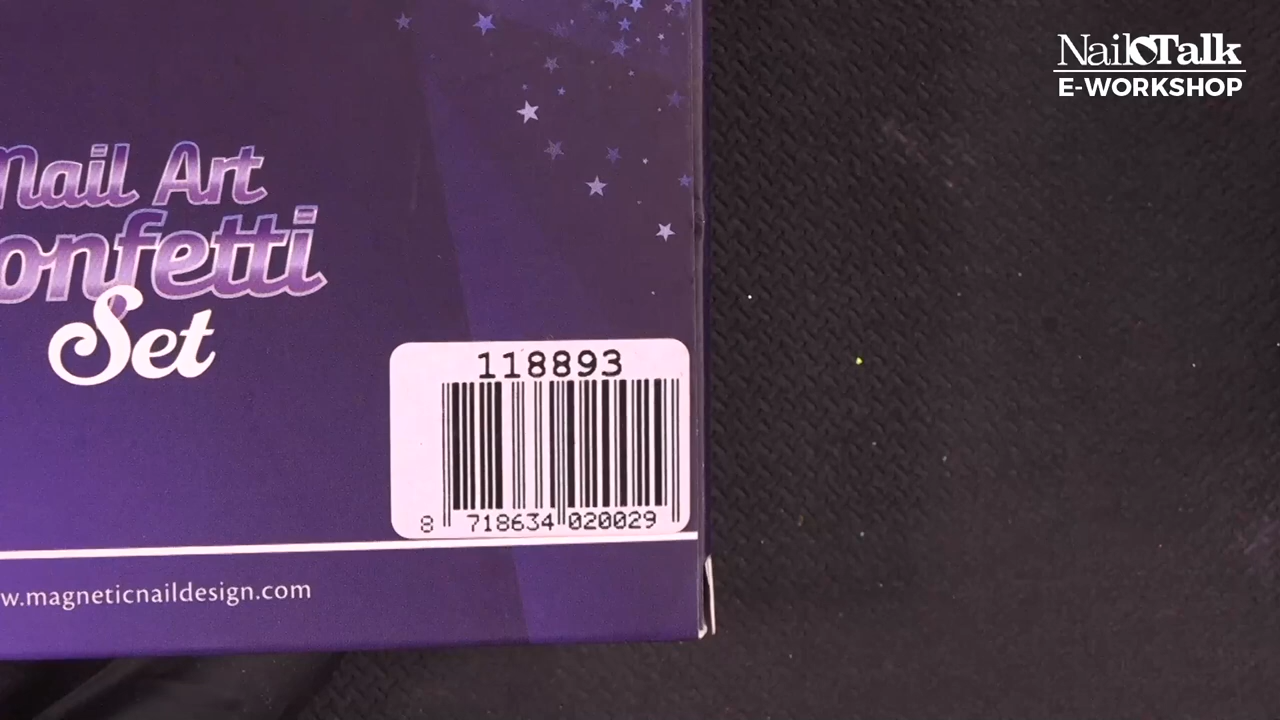 NailTalk
E-WORKSHOP
Nail Art
onfetti
Set
118893
8 718634 020029
w.magneticnaildesign.com